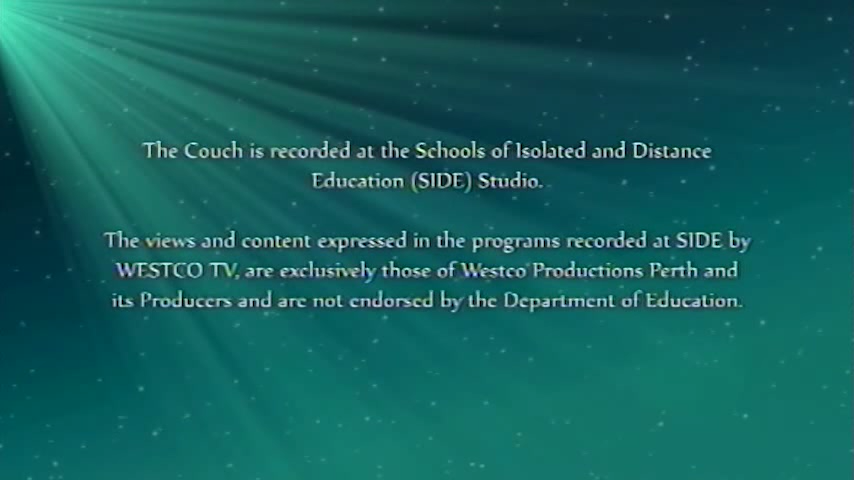 The Couch is recorded at the Schools of Isolated and Distance
Education (SIDE) Studio.
The views and content expressed in the programs recorded at SIDE by
WESTCO TV, are exclusively those of Westco Productions Perth and
its Producers and are not endorsed by the Department of Education.